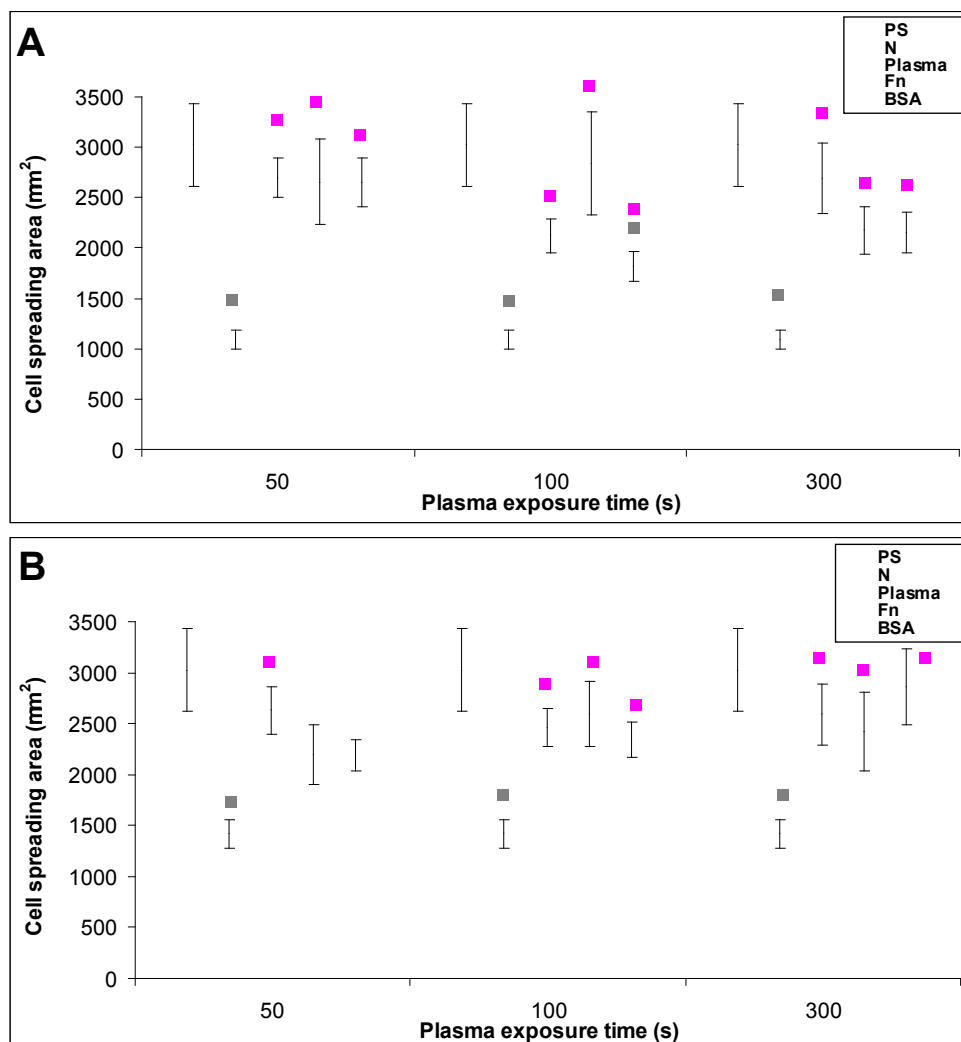 A
PS
N
Plasma
Fn
BSA
Cell spreading area (mm²)
3500
3000
2500
2000
1500
1000
500
0
50
100
300
Plasma exposure time (s)
B
PS
N
Plasma
Fn
BSA
Cell spreading area (mm²)
3500
3000
2500
2000
1500
1000
500
0
50
100
300
Plasma exposure time (s)